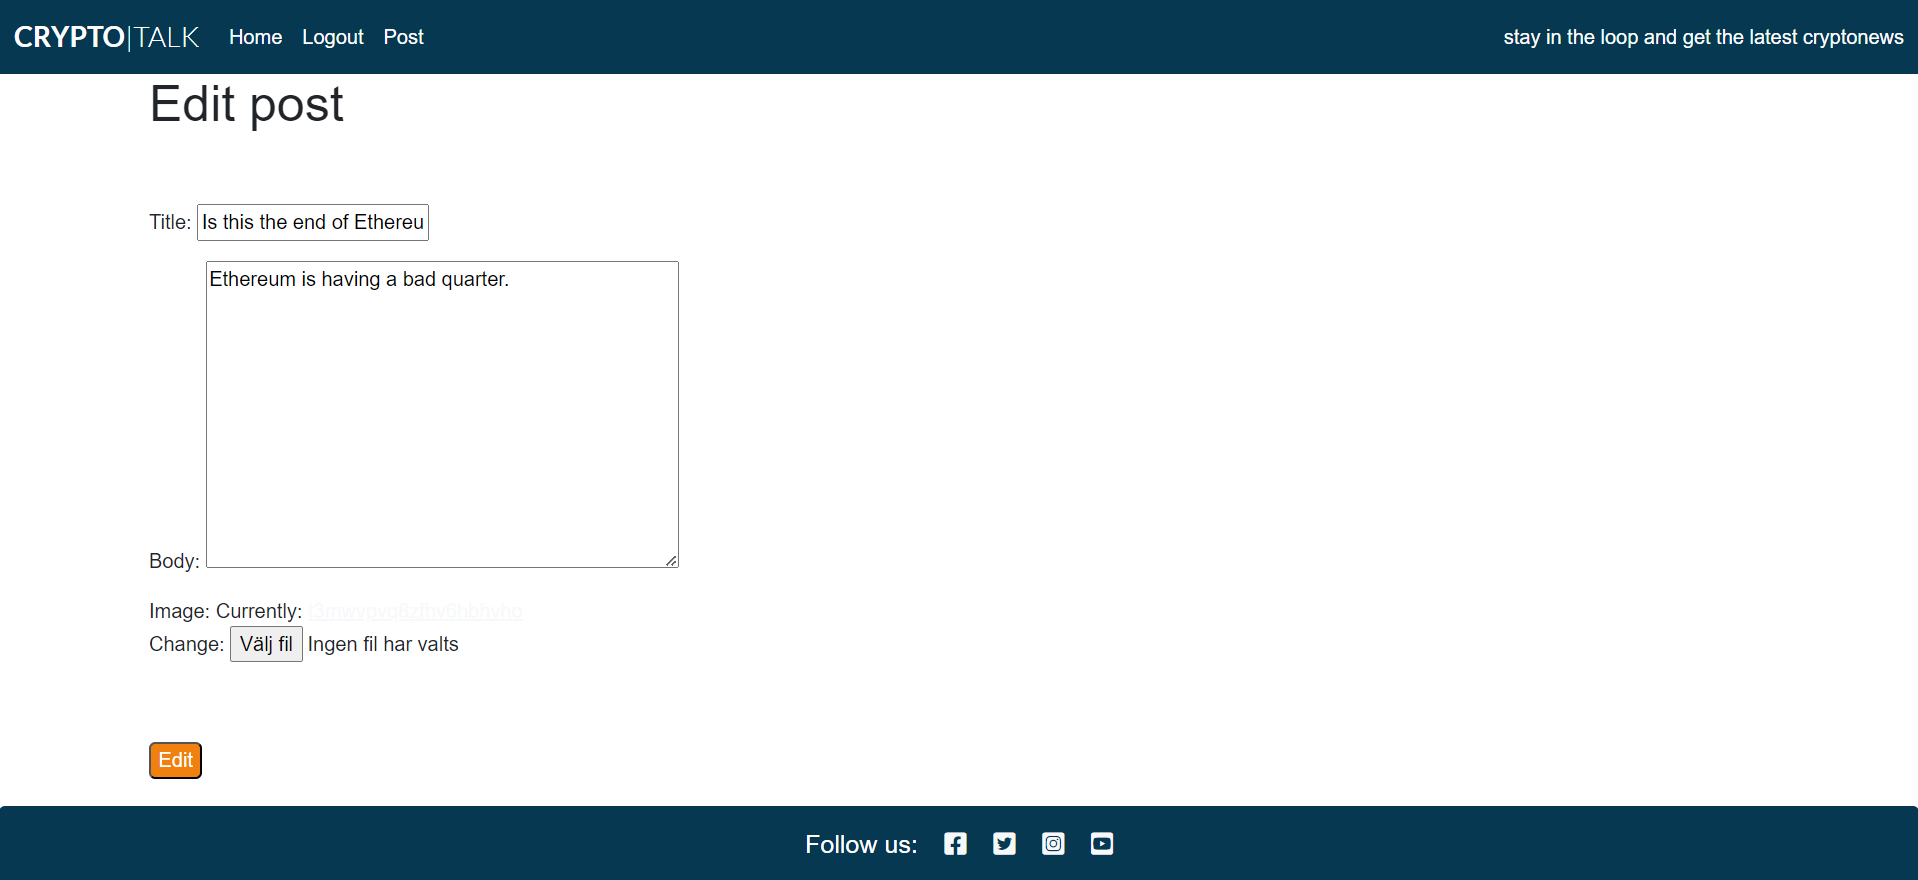 CRYPTO|TALK Home Logout Post stay in the loop and get the latest cryptonews
Edit post
Title: Is this the end of Ethereu
Ethereum is having a bad quarter.
Body:
Image: Currently:
Change: Välj fil Ingen fil har valts
Edit
Follow us: